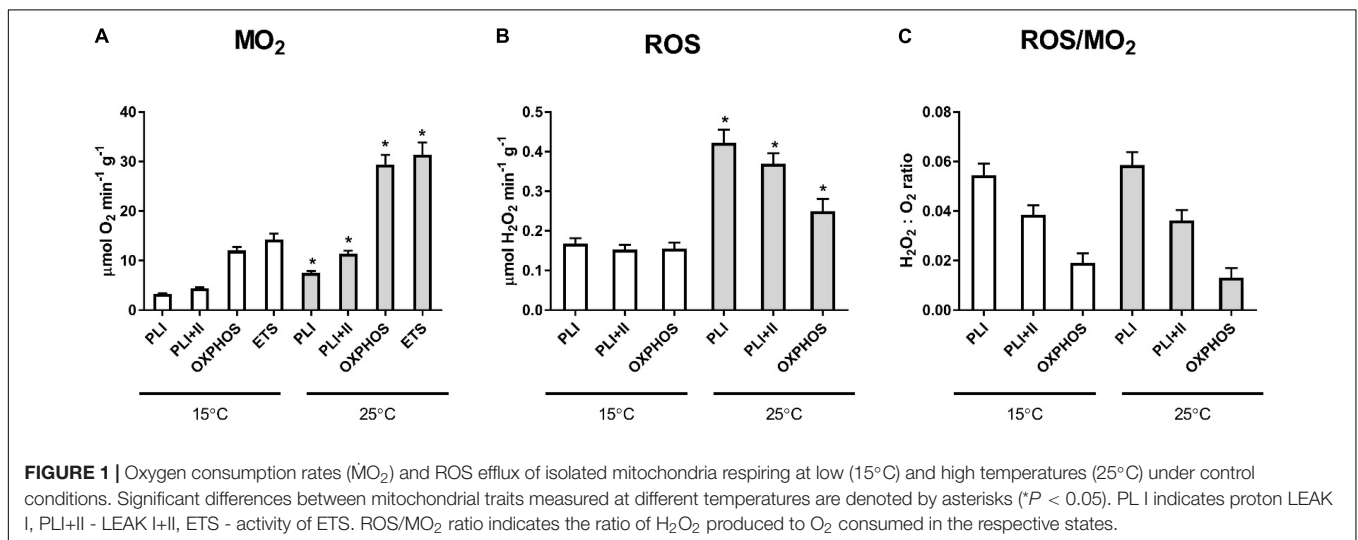 A
MO₂
B
ROS
C
ROS/MO₂
µmol O₂ min⁻¹ g⁻¹
40
30
20
10
0
* * * *
PLI PLI+II OXPHOS ETS PLI PLI+II OXPHOS ETS
15°C 25°C
µmol H₂O₂ min⁻¹ g⁻¹
0.5
0.4
0.3
0.2
0.1
0.0
* * *
PLI PLI+II OXPHOS PLI PLI+II OXPHOS
15°C 25°C
H₂O₂ : O₂ ratio
0.08
0.06
0.04
0.02
0.00
PLI PLI+II OXPHOS PLI PLI+II OXPHOS
15°C 25°C
FIGURE 1 | Oxygen consumption rates (ṀO₂) and ROS efflux of isolated mitochondria respiring at low (15°C) and high temperatures (25°C) under control
conditions. Significant differences between mitochondrial traits measured at different temperatures are denoted by asterisks (*P < 0.05). PL I indicates proton LEAK
I, PLI+II - LEAK I+II, ETS - activity of ETS. ROS/MO₂ ratio indicates the ratio of H₂O₂ produced to O₂ consumed in the respective states.